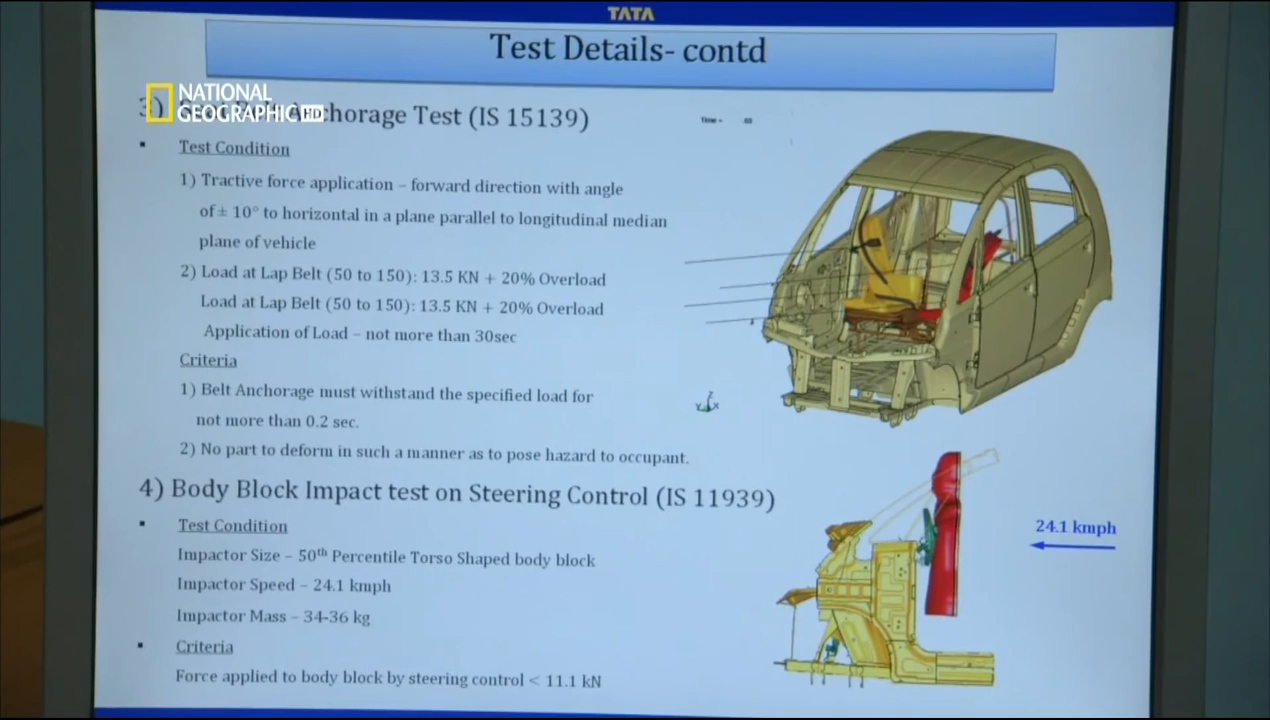 TATA
Test Details- contd
NATIONAL
GEOGRAPHIC HD
3) Anchorage Test (IS 15139)
Test Condition
1) Tractive force application – forward direction with angle
of ± 10° to horizontal in a plane parallel to longitudinal median
plane of vehicle
2) Load at Lap Belt (50 to 150): 13.5 KN + 20% Overload
Load at Lap Belt (50 to 150): 13.5 KN + 20% Overload
Application of Load – not more than 30sec
Criteria
1) Belt Anchorage must withstand the specified load for
not more than 0.2 sec.
2) No part to deform in such a manner as to pose hazard to occupant.
Time =
Z
Y X
4) Body Block Impact test on Steering Control (IS 11939)
Test Condition
Impactor Size – 50th Percentile Torso Shaped body block
Impactor Speed – 24.1 kmph
Impactor Mass – 34-36 kg
Criteria
Force applied to body block by steering control < 11.1 kN
24.1 kmph